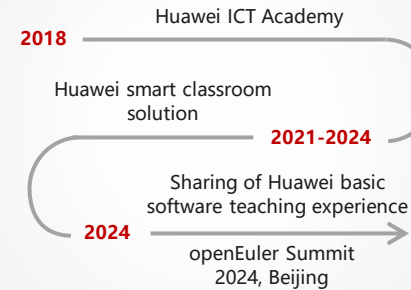 Huawei ICT Academy
2018
Huawei smart classroom
solution
2021-2024
Sharing of Huawei basic
software teaching experience
2024
openEuler Summit
2024, Beijing